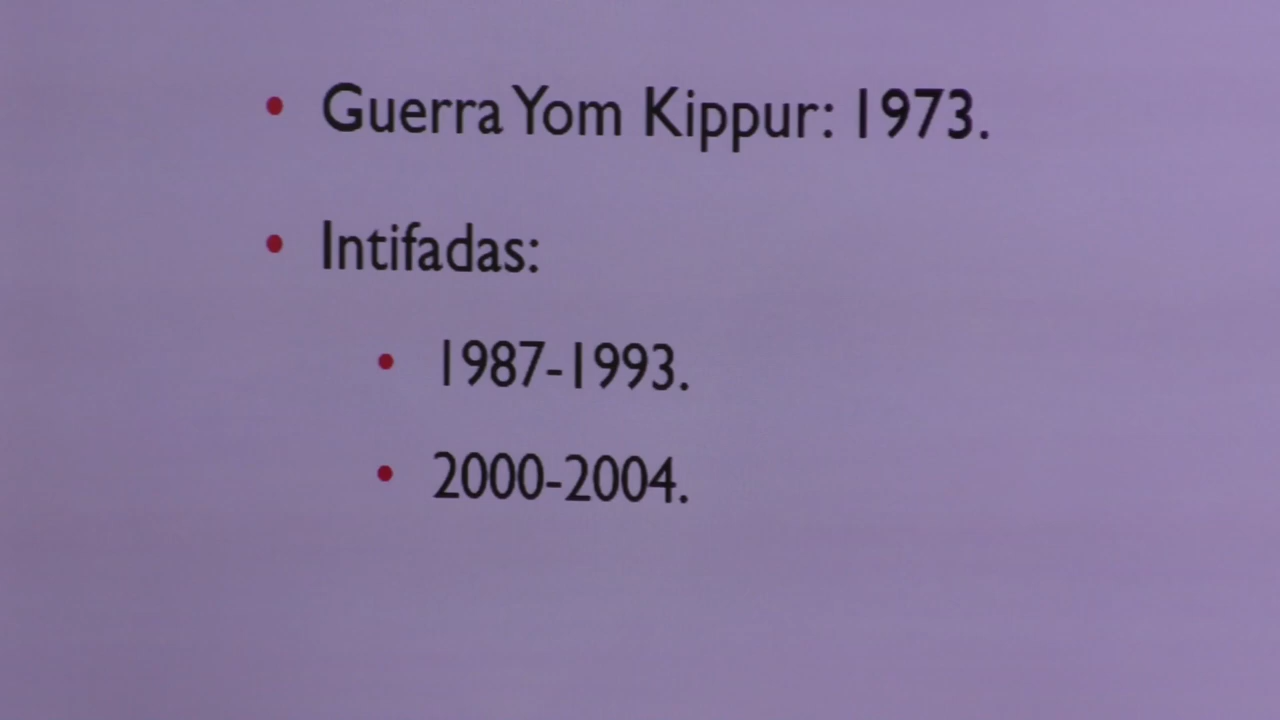 • Guerra Yom Kippur: 1973.
• Intifadas:
• 1987-1993.
• 2000-2004.